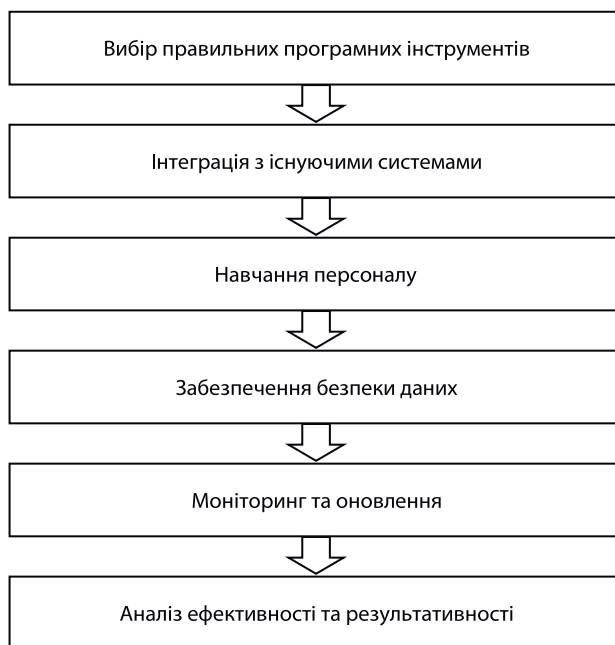 Вибір правильних програмних інструментів
Інтеграція з існуючими системами
Навчання персоналу
Забезпечення безпеки даних
Моніторинг та оновлення
Аналіз ефективності та результативності